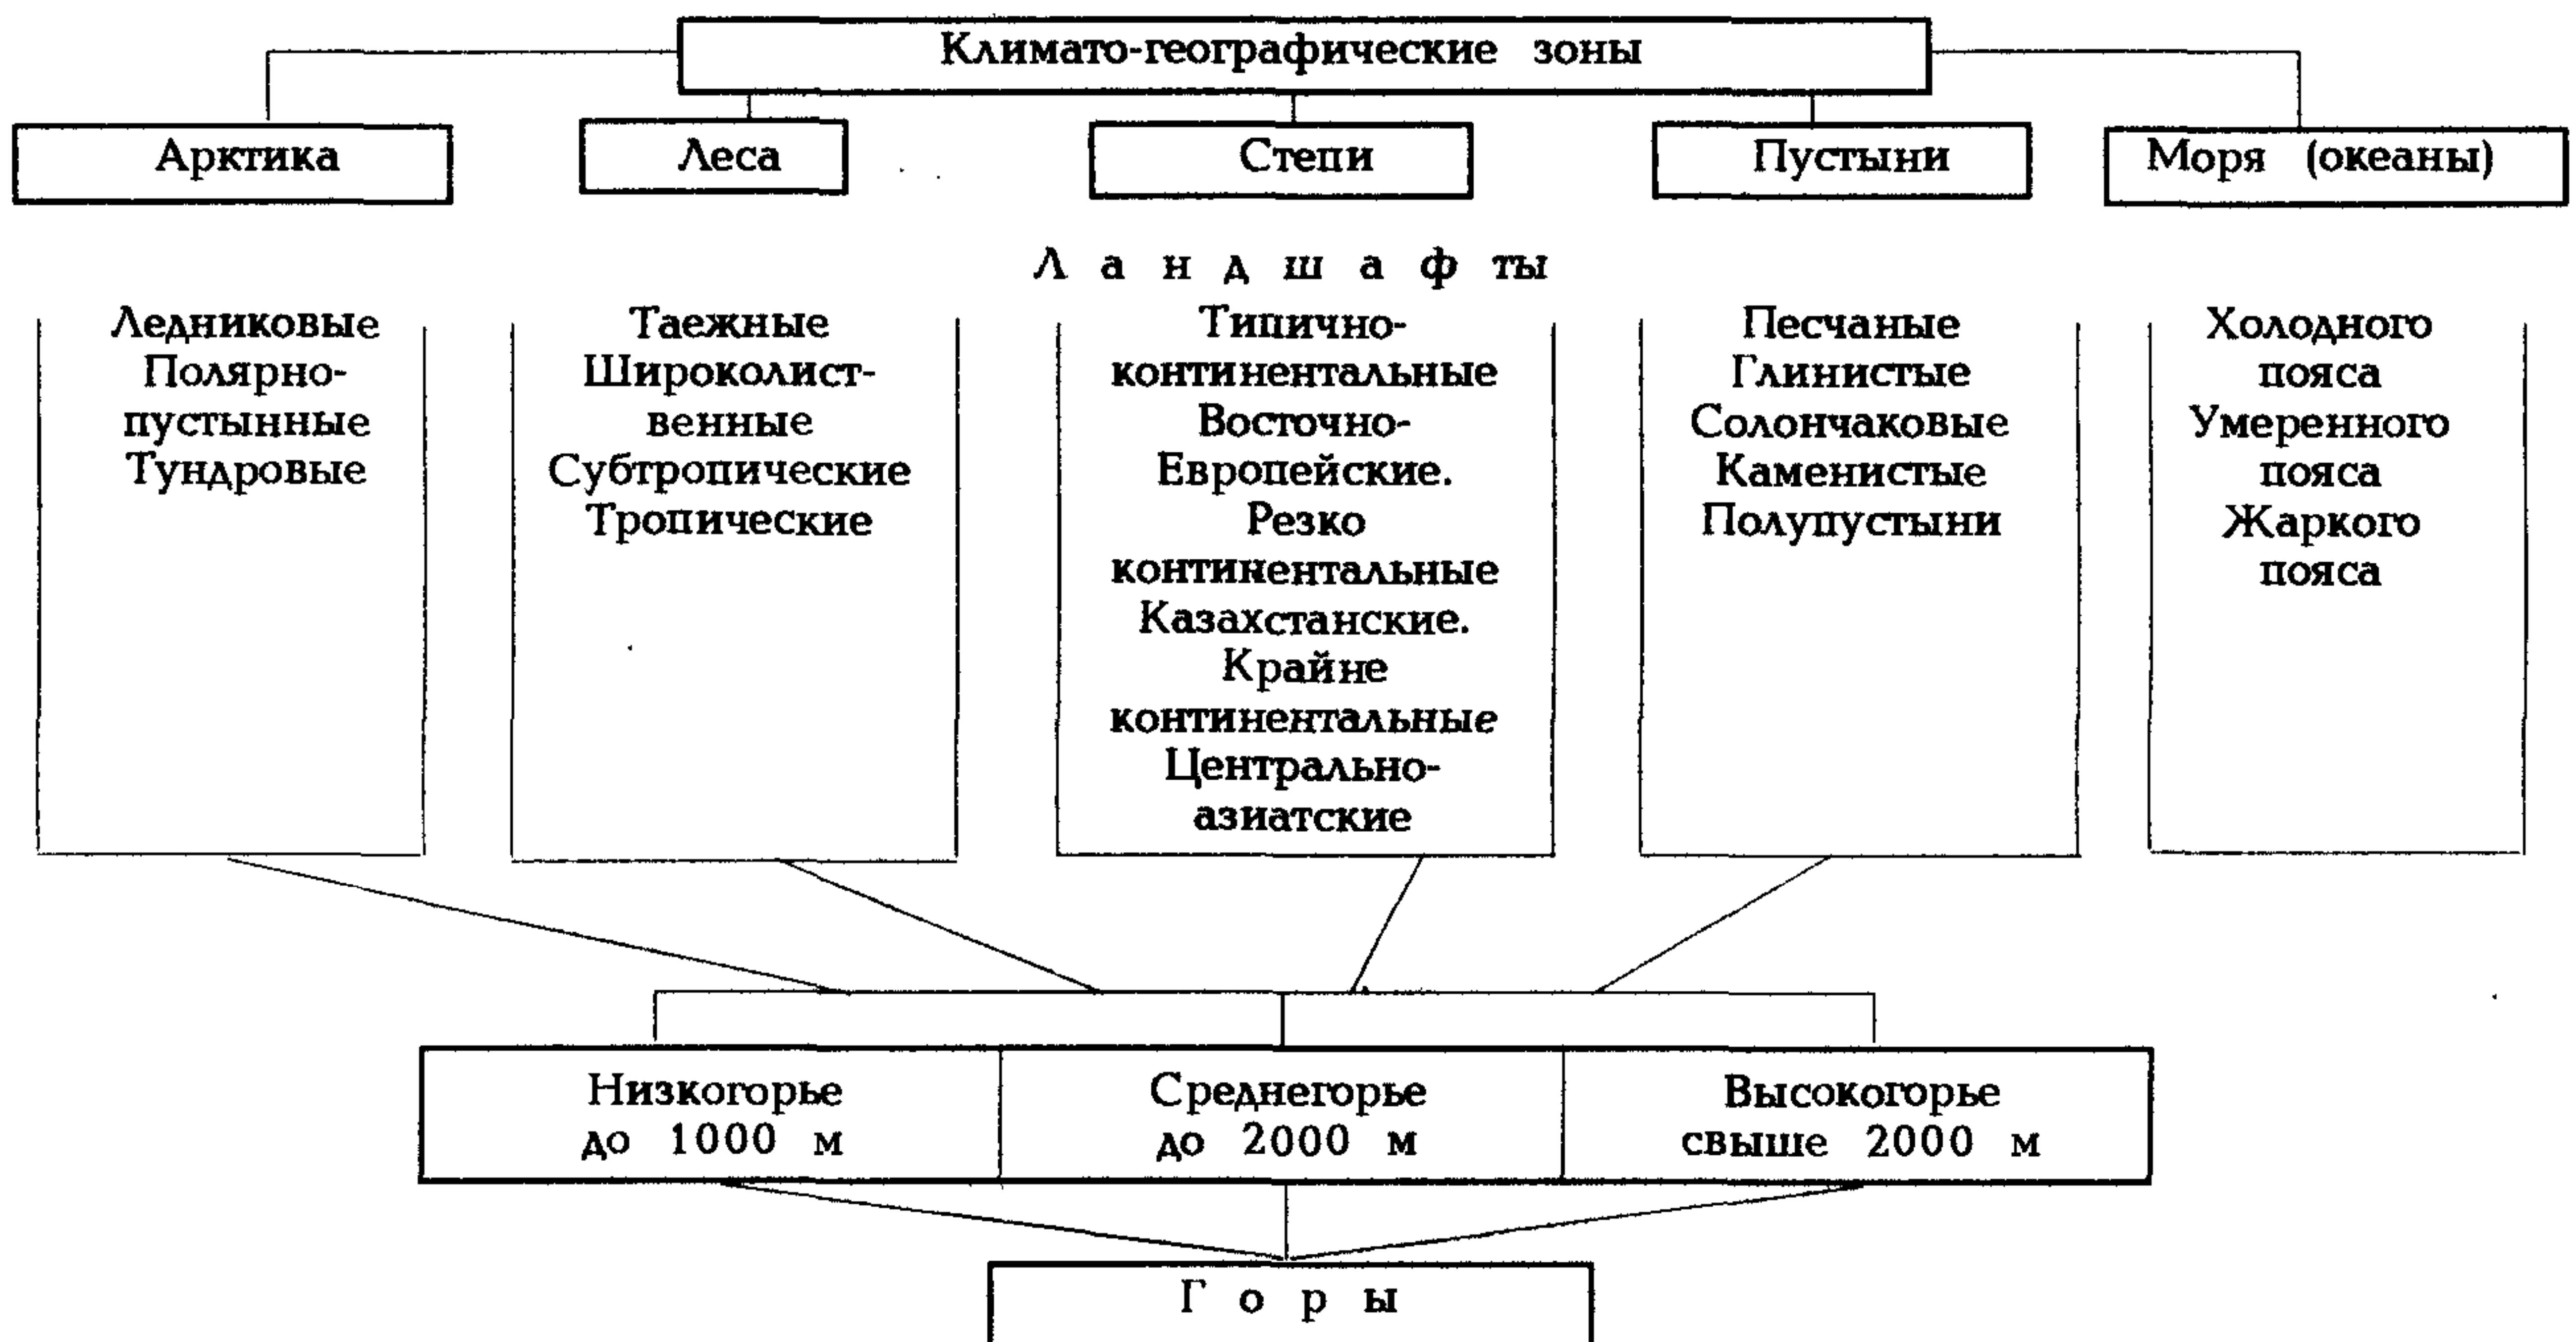 Климато-географические зоны
Арктика
Леса
Степи
Пустыни
Моря (океаны)
Ландшафты
Ледниковые
Полярно-
пустынные
Тундровые
Таежные
Широколист-
венные
Субтропические
Тропические
Типично-
континентальные
Восточно-
Европейские.
Резко
континентальные
Казахстанские.
Крайне
континентальные
Центрально-
азиатские
Песчаные
Глинистые
Солончаковые
Каменистые
Полупустыни
Холодного
пояса
Умеренного
пояса
Жаркого
пояса
Низкогорье
до 1000 м
Среднегорье
до 2000 м
Высокогорье
свыше 2000 м
Горы